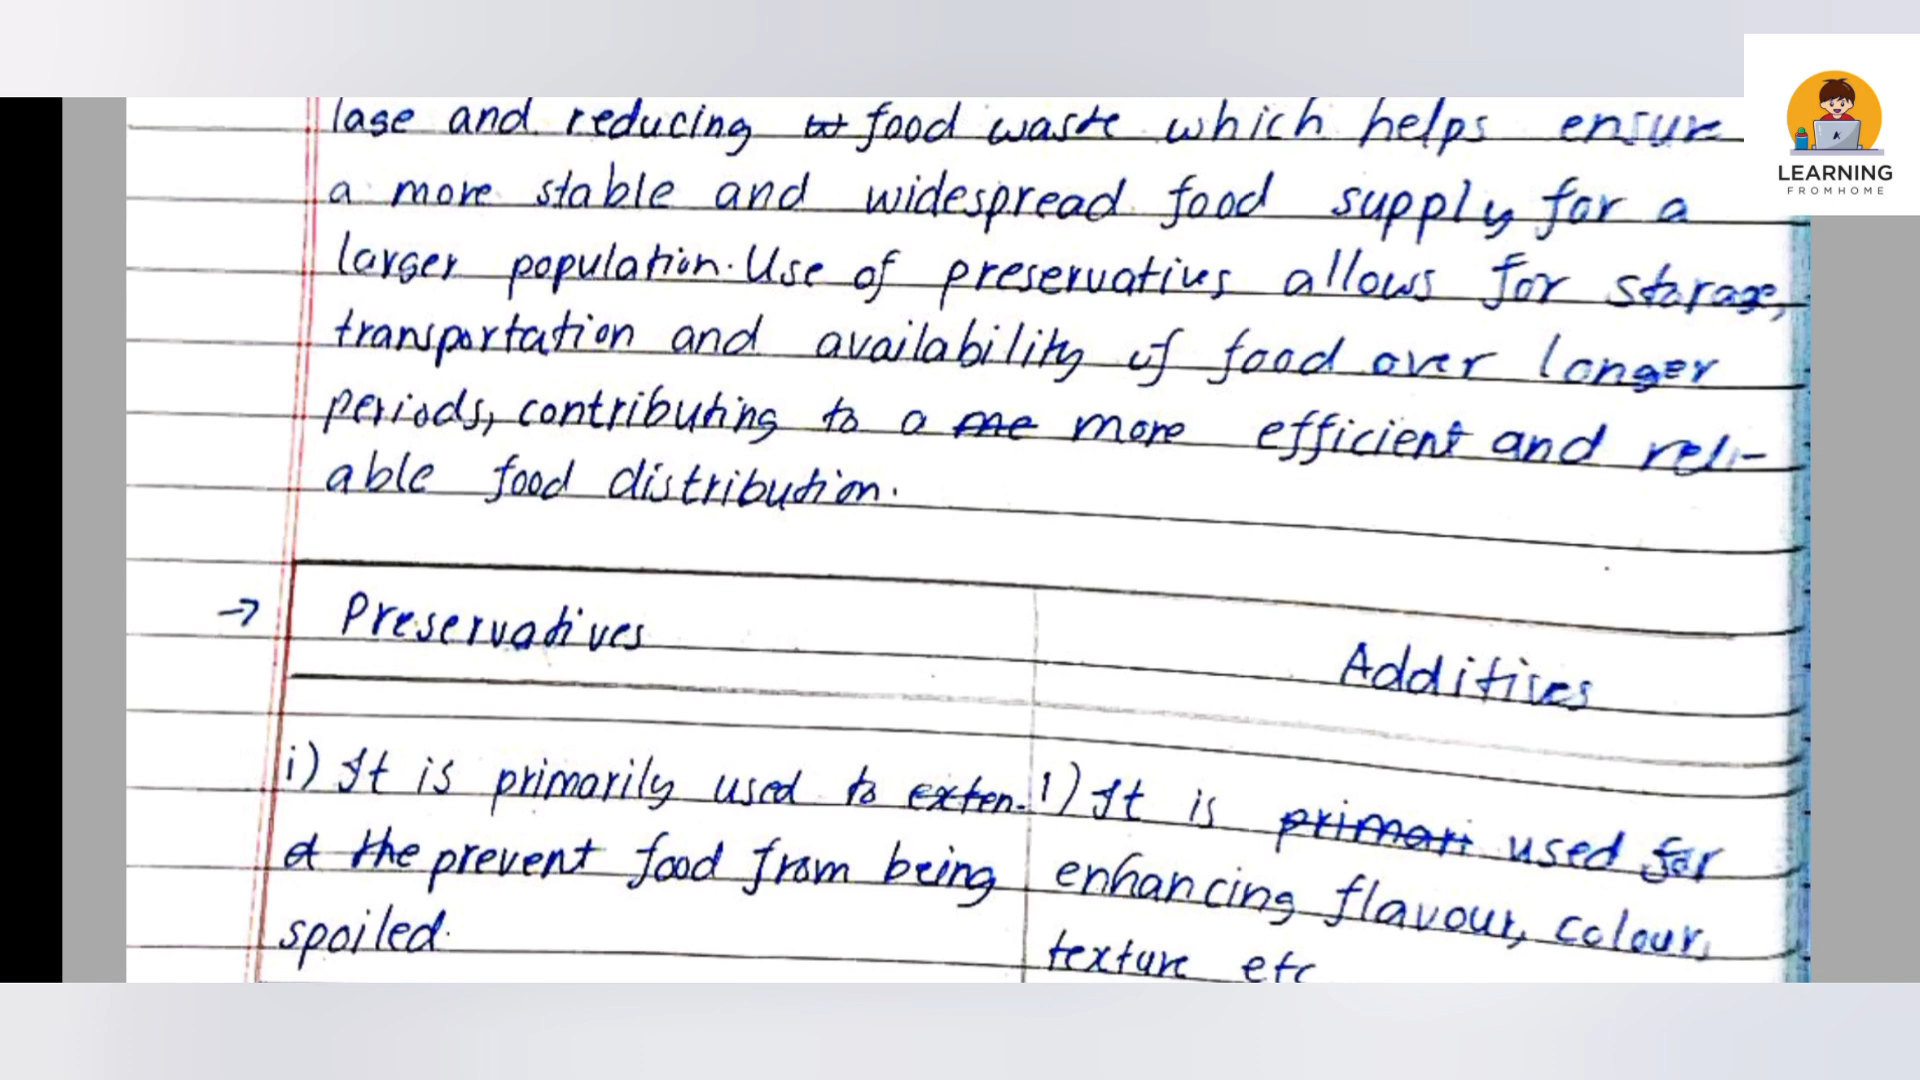 lase and reducing food waste which helps ensure
a more stable and widespread food supply for a
larger population. Use of preservatives allows for storage,
transportation and availability of food over longer
periods, contributing to a me more efficient and reli-
able food distribution.
→ Preservatives
Additives
i) It is primarily used to exten-
d the prevent food from being
spoiled.
1) It is primari used for
enhancing flavour, colour,
texture etc
LEARNING
FROMHOME